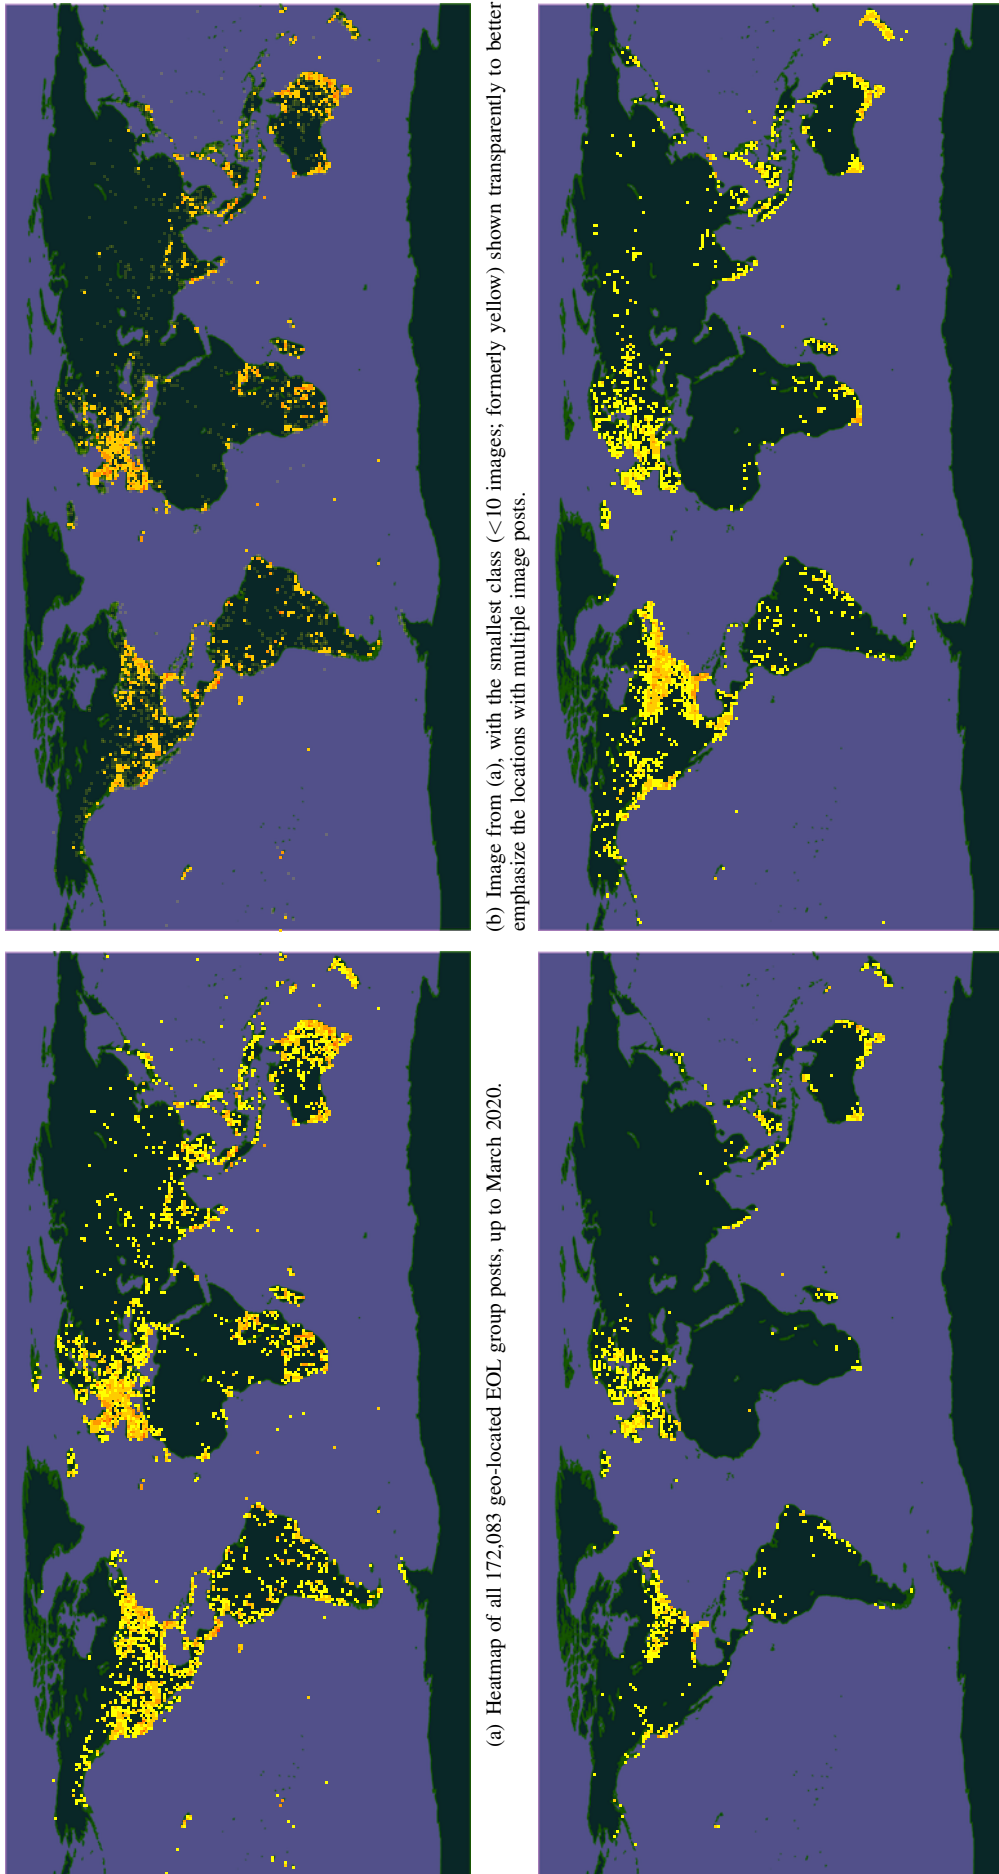 (a) Heatmap of all 172,083 geo-located EOL group posts, up to March 2020.
(b) Image from (a), with the smallest class (<10 images; formerly yellow) shown transparently to better
emphasize the locations with multiple image posts.